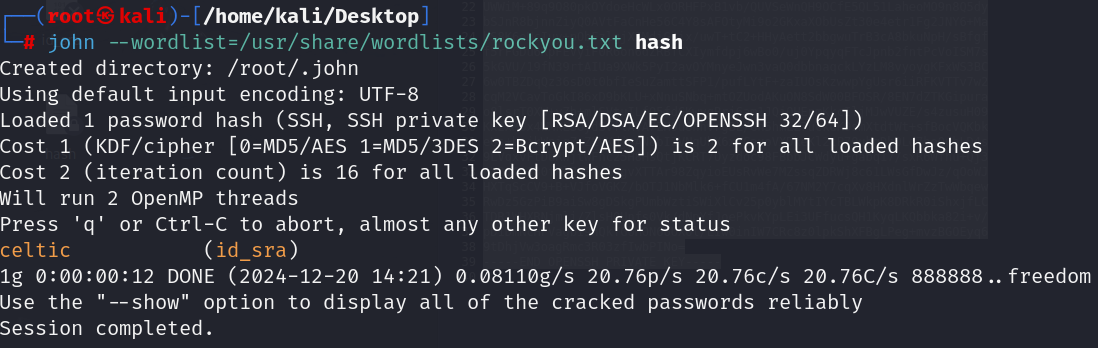 ┌──(root㉿kali)-[/home/kali/Desktop]
└─# john --wordlist=/usr/share/wordlists/rockyou.txt hash
Created directory: /root/.john
Using default input encoding: UTF-8
Loaded 1 password hash (SSH, SSH private key [RSA/DSA/EC/OPENSSH 32/64])
Cost 1 (KDF/cipher [0=MD5/AES 1=MD5/3DES 2=Bcrypt/AES]) is 2 for all loaded hashes
Cost 2 (iteration count) is 16 for all loaded hashes
Will run 2 OpenMP threads
Press 'q' or Ctrl-C to abort, almost any other key for status
celtic           (id_sra)
1g 0:00:00:12 DONE (2024-12-20 14:21) 0.08110g/s 20.76p/s 20.76c/s 20.76C/s 888888..freedom
Use the "--show" option to display all of the cracked passwords reliably
Session completed.